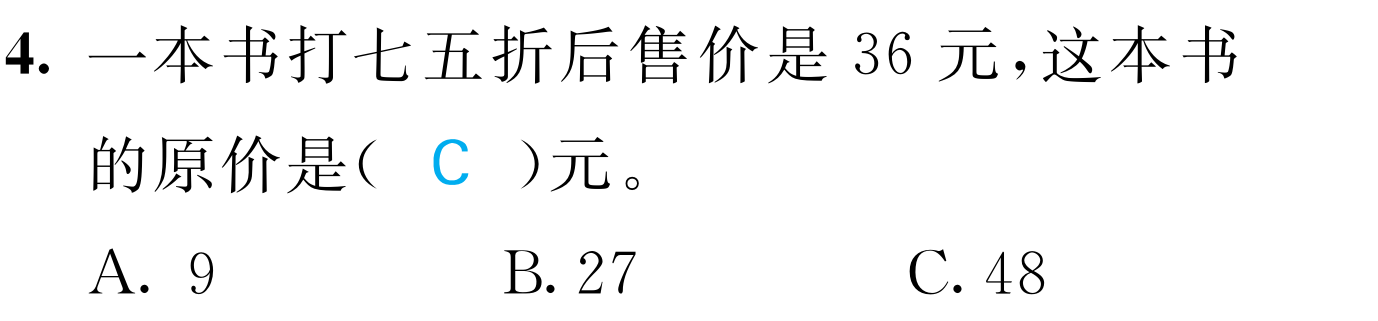 4. 一本书打七五折后售价是 36 元,这本书
的原价是( C )元。
A. 9 B. 27 C. 48